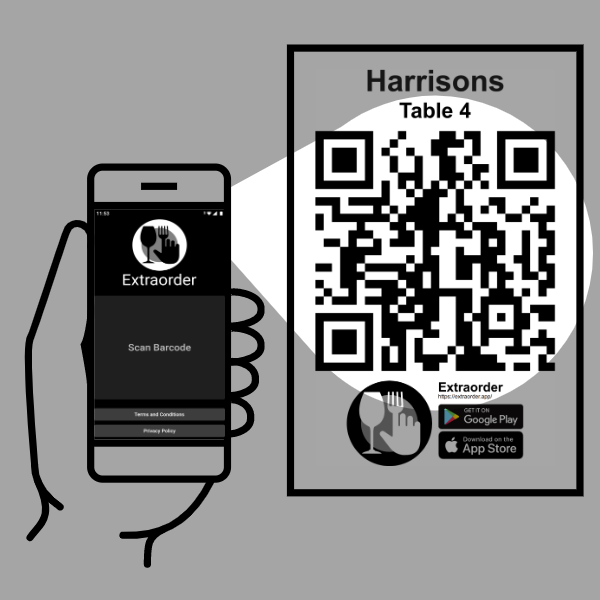 Harrisons
Table 4
11:53
Extraorder
Scan Barcode
Terms and Conditions
Privacy Policy
Extraorder
https://extraorder.app/
GET IT ON
Google Play
Download on the
App Store